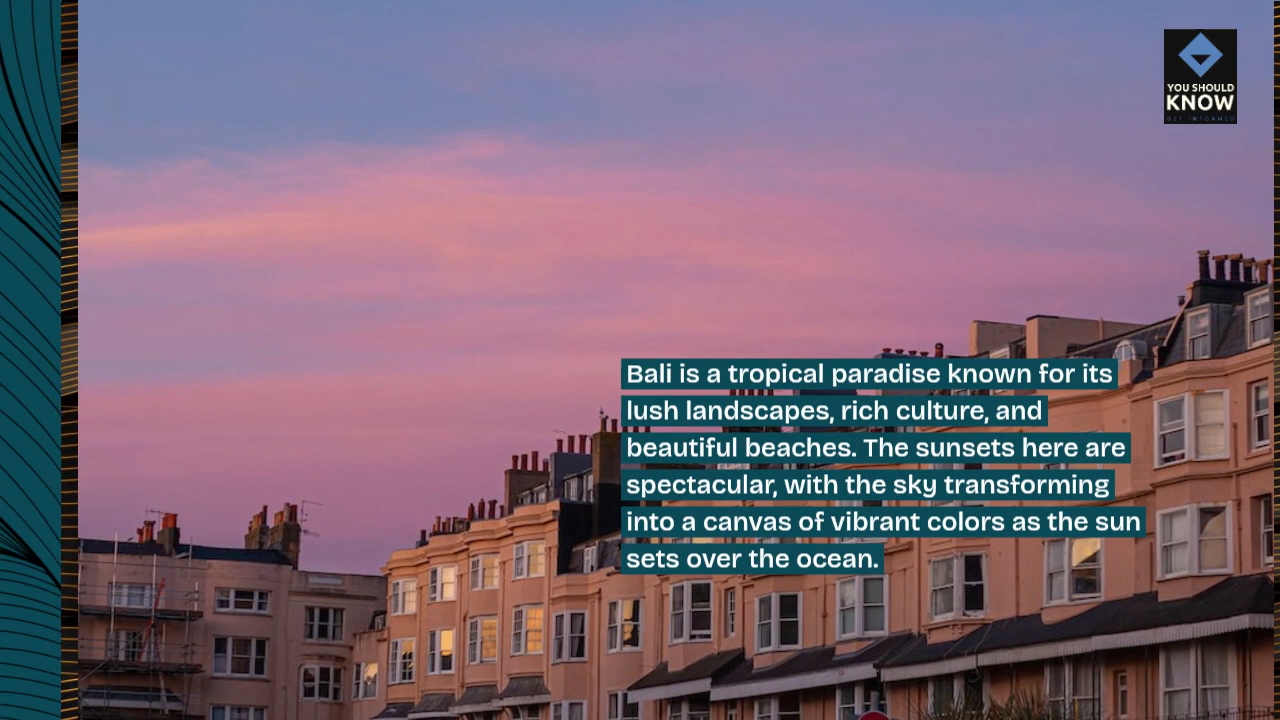 YOU SHOULD
KNOW
GET INFORMED
Bali is a tropical paradise known for its
lush landscapes, rich culture, and
beautiful beaches. The sunsets here are
spectacular, with the sky transforming
into a canvas of vibrant colors as the sun
sets over the ocean.